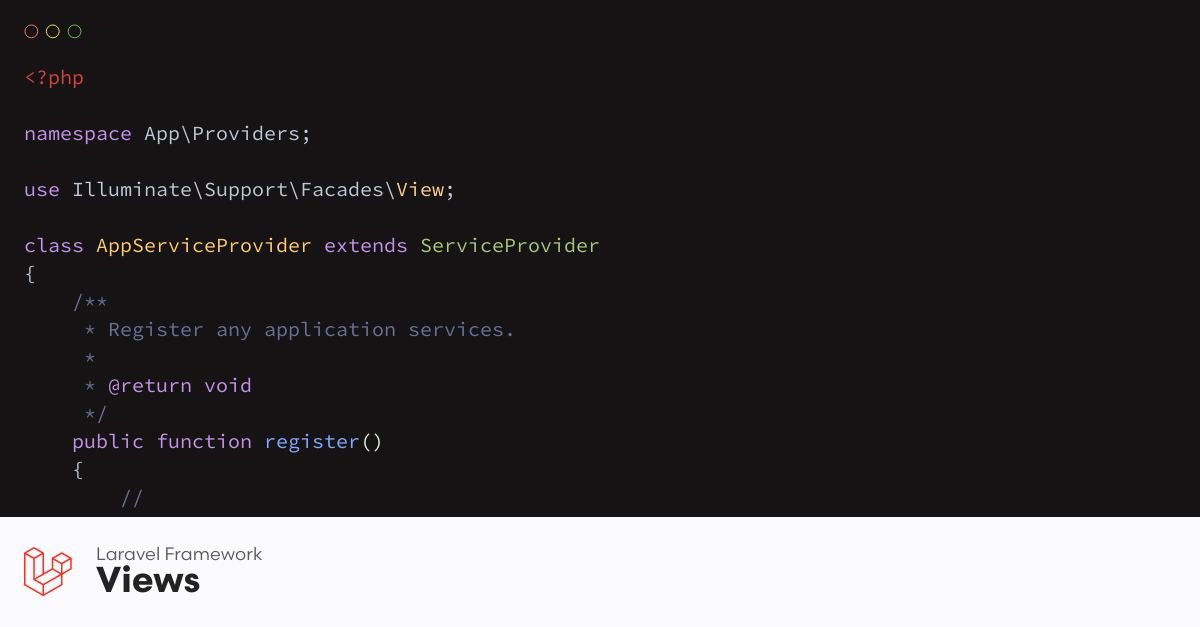 <?php
namespace App\Providers;
use Illuminate\Support\Facades\View;
class AppServiceProvider extends ServiceProvider
{
    /**
     * Register any application services.
     *
     * @return void
     */
    public function register()
    {
        //
Laravel Framework
Views